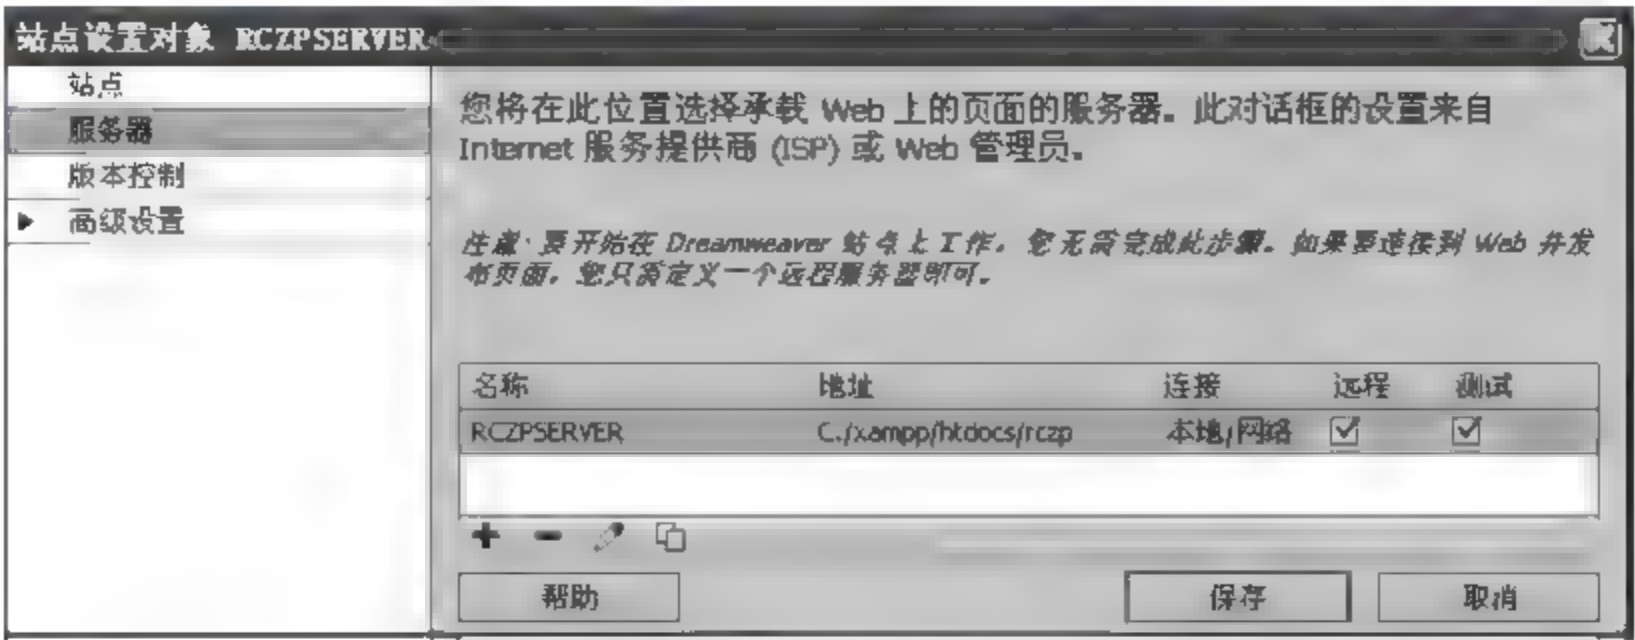 站点设置对象 RCZPSERVER
站点
服务器
版本控制
高级设置
您将在此位置选择承载 Web 上的页面的服务器。此对话框的设置来自
Internet 服务提供商 (ISP) 或 Web 管理员。
注意: 要开始在 Dreamweaver 站点上工作，您无需完成此步骤。如果要连接到 Web 并发
布页面，您只需定义一个远程服务器即可。
名称 地址 连接 远程 测试
RCZPSERVER C:/xampp/htdocs/rczp 本地/网络
帮助 保存 取消